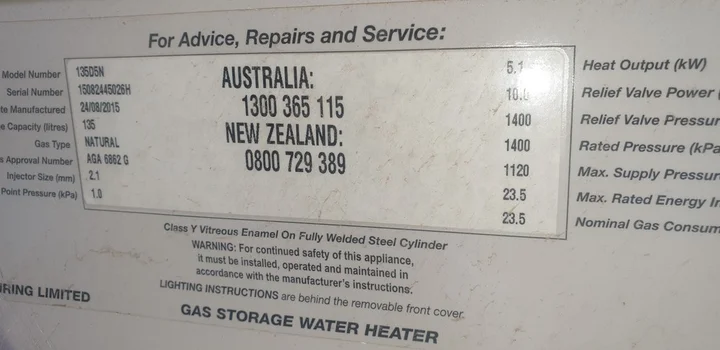 For Advice, Repairs and Service:
Model Number 135D5N
Serial Number 15082445026H
te Manufactured 24/08/2015
e Capacity (litres) 135
Gas Type NATURAL
s Approval Number AGA 6862 G
Injector Size (mm) 2.1
Point Pressure (kPa) 1.0
AUSTRALIA:
1300 365 115
NEW ZEALAND:
0800 729 389
5.1 Heat Output (kW)
10.0 Relief Valve Power
1400 Relief Valve Pressur
1400 Rated Pressure (kPa
1120 Max. Supply Pressur
23.5 Max. Rated Energy In
23.5 Nominal Gas Consum
Class Y Vitreous Enamel On Fully Welded Steel Cylinder
WARNING: For continued safety of this appliance,
it must be installed, operated and maintained in
accordance with the manufacturer's instructions.
LIGHTING INSTRUCTIONS are behind the removable front cover.
RING LIMITED
GAS STORAGE WATER HEATER